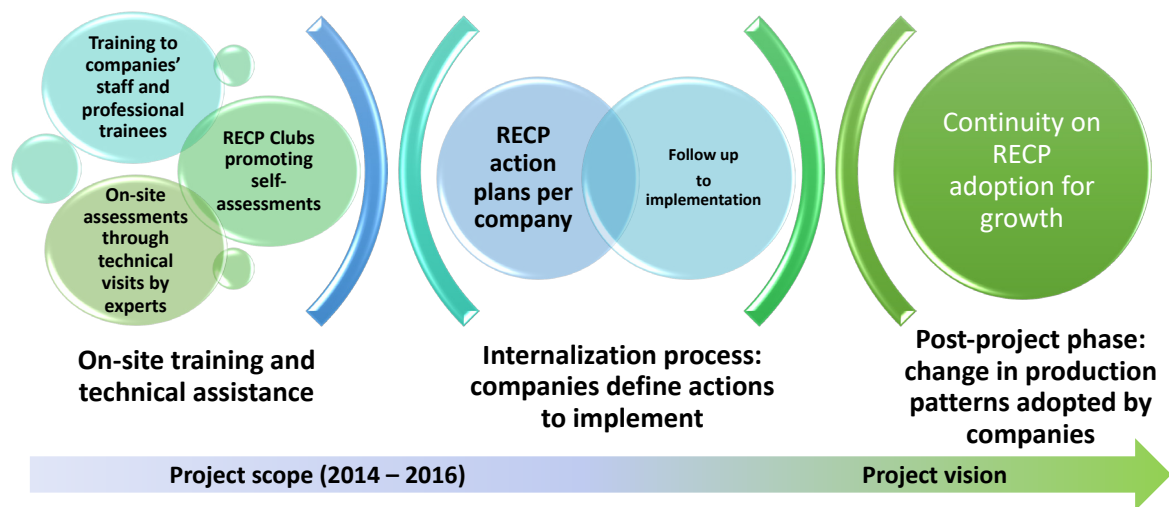 Training to
companies’
staff and
professional
trainees
RECP Clubs
promoting
self-
assessments
On-site
assessments
through
technical
visits by
experts
On-site training and
technical assistance
RECP
action
plans per
company
Follow up
to
implementation
Internalization process:
companies define actions
to implement
Continuity on
RECP
adoption for
growth
Post-project phase:
change in production
patterns adopted by
companies
Project scope (2014 – 2016)
Project vision